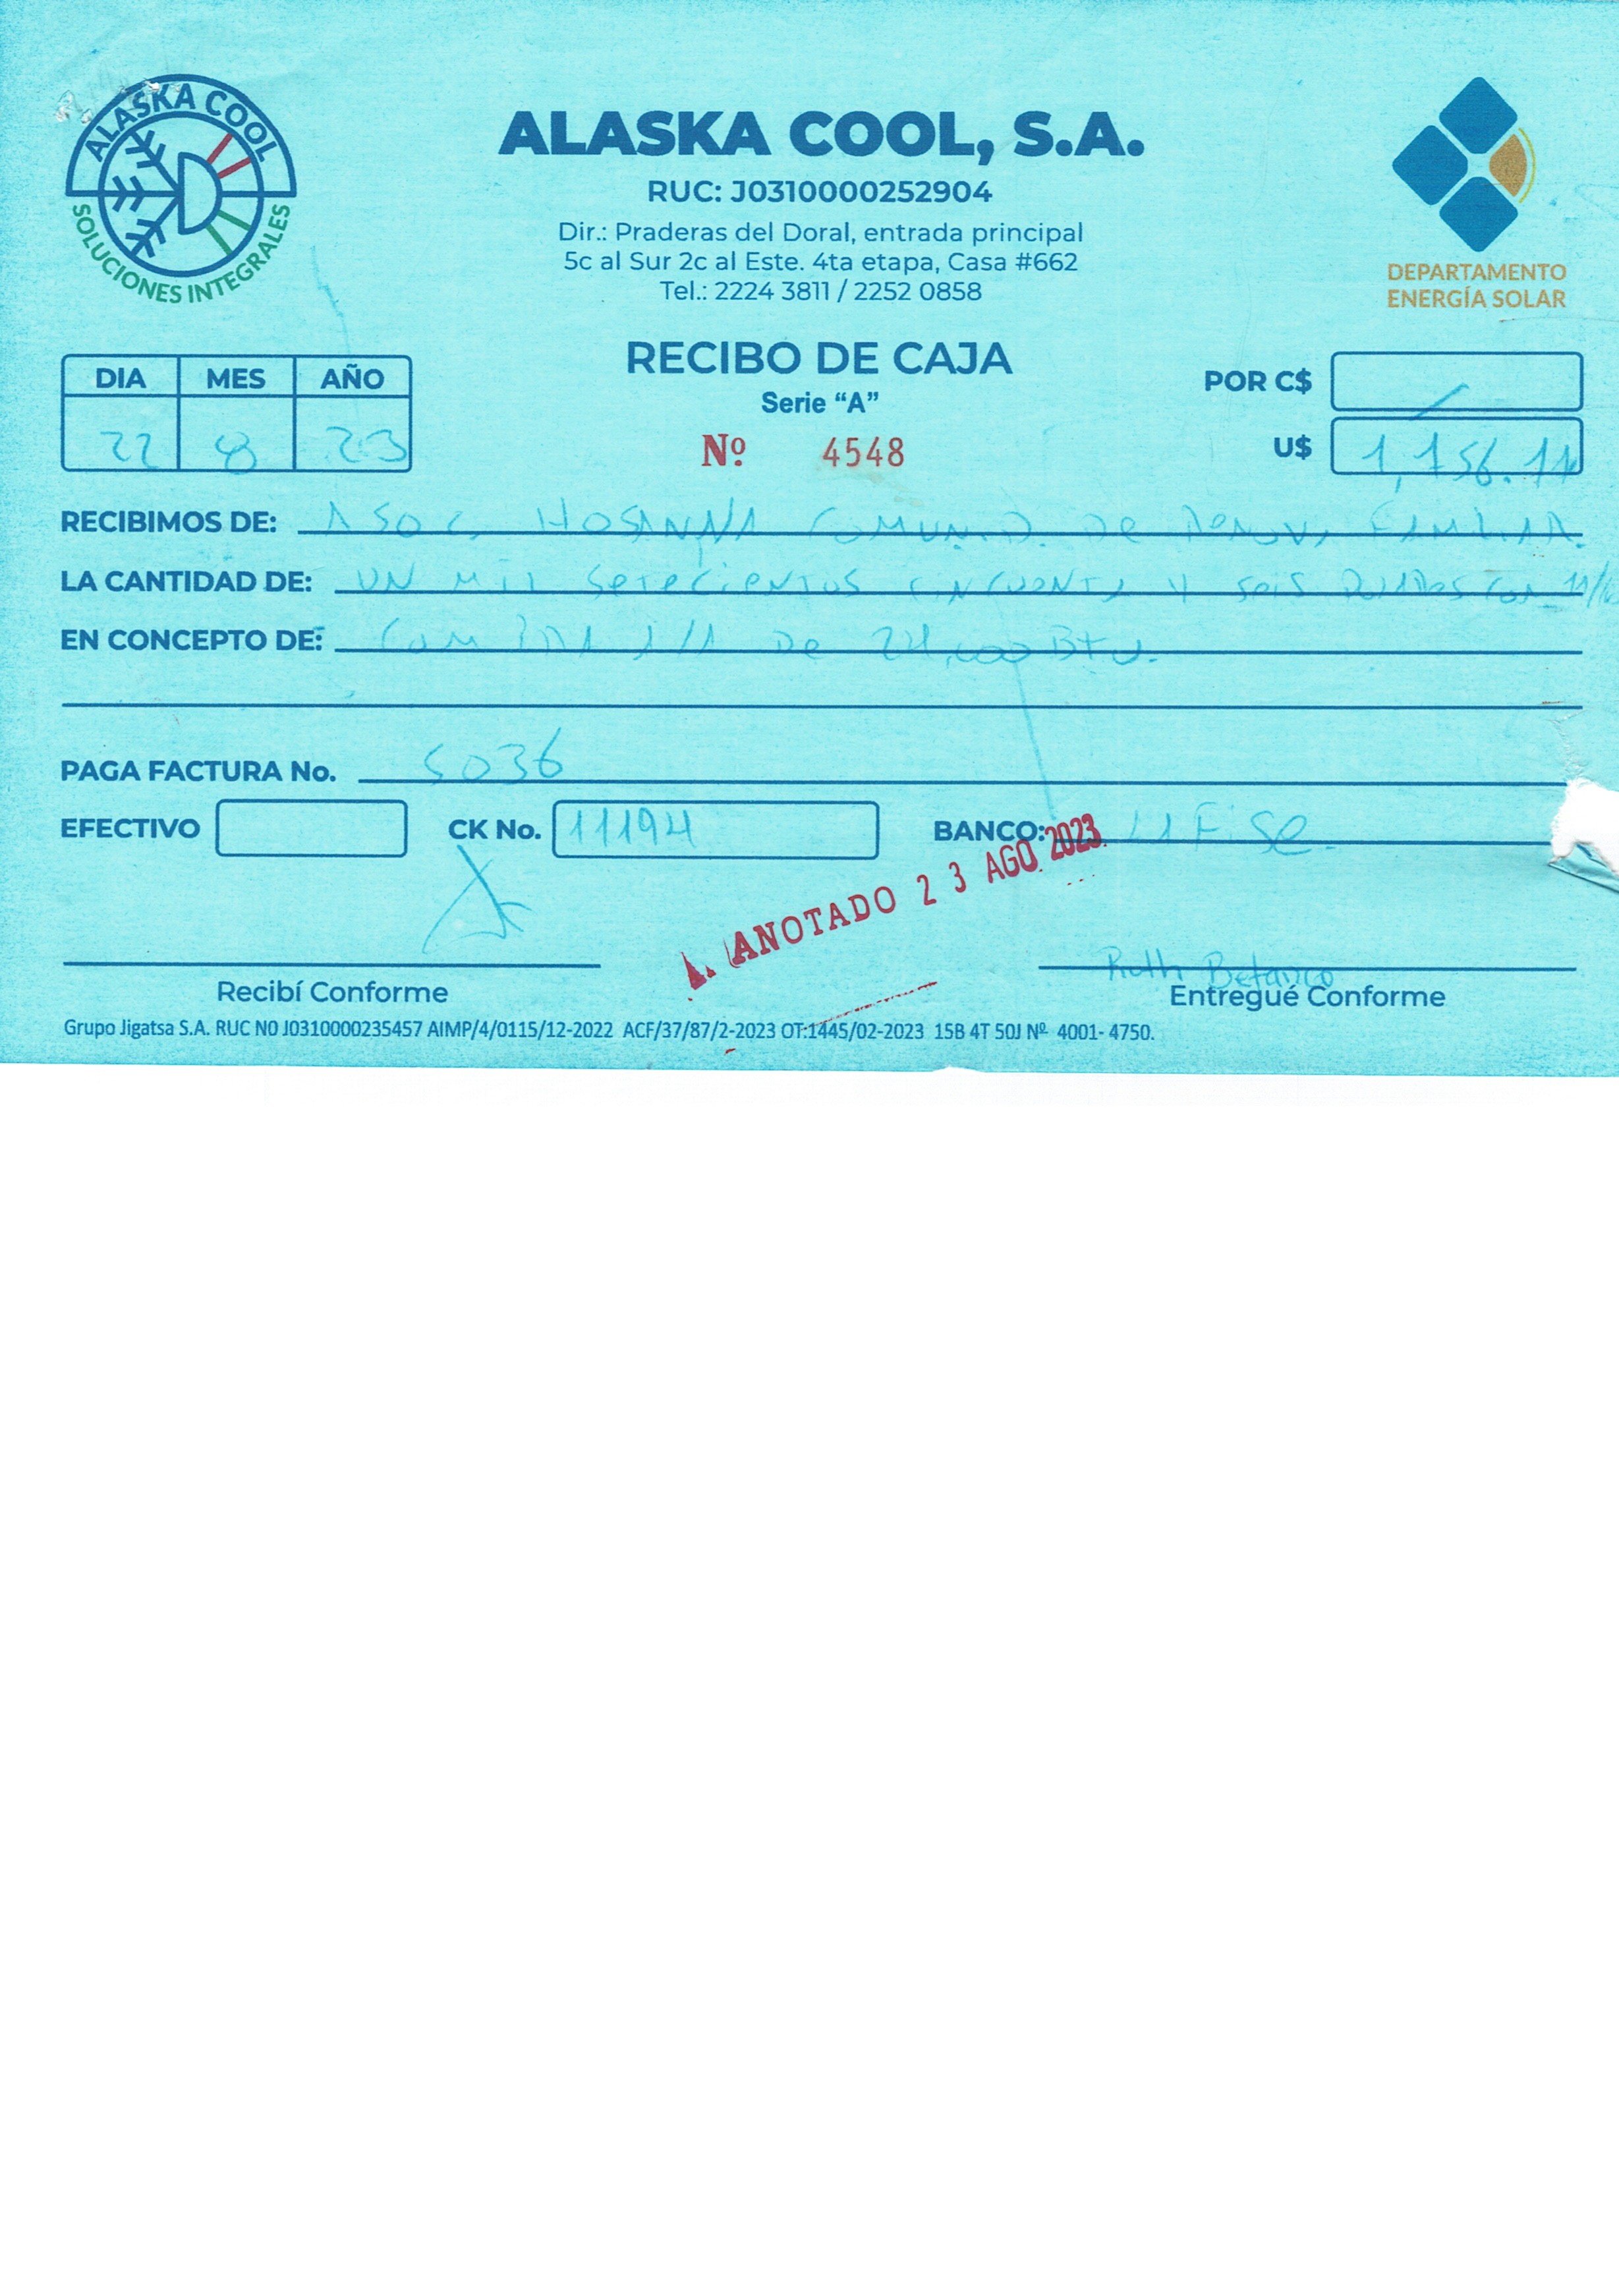 ALASKA COOL
SOLUCIONES INTEGRALES
ALASKA COOL, S.A.
RUC: J0310000252904
Dir.: Praderas del Doral, entrada principal
5c al Sur 2c al Este. 4ta etapa, Casa #662
Tel.: 2224 3811 / 2252 0858
DEPARTAMENTO
ENERGÍA SOLAR
RECIBO DE CAJA
Serie “A”
Nº 4548
DIA MES AÑO
22 8 23
POR C$
U$ 1,756.11
RECIBIMOS DE: ASOC. HOSANNA COMUNID. De RENOV. FAMILIAR.
LA CANTIDAD DE: UN MIL SeTeCIENTOS CINCUENTA Y SeIS DOLARES CON 11/
EN CONCEPTO DE: COMPRA A/A De 24,000 BTU.
PAGA FACTURA No. 5036
EFECTIVO CK No. 11194 BANCO: LAFISe.
ANOTADO 23 AGO. 2023
Ruth Betanco
Recibí Conforme Entregué Conforme
Grupo Jigatsa S.A. RUC N0 J0310000235457 AIMP/4/0115/12-2022 ACF/37/87/2-2023 OT:1445/02-2023 15B 4T 50J Nº 4001- 4750.